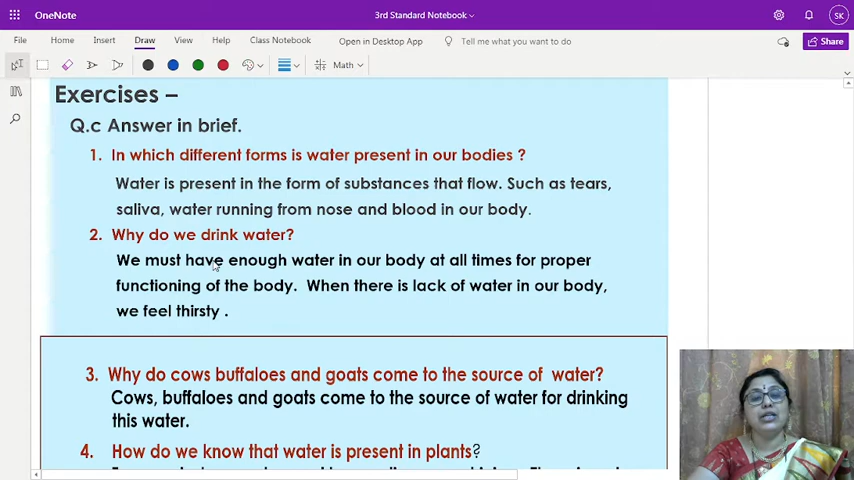 OneNote
3rd Standard Notebook
SK
File Home Insert Draw View Help Class Notebook Open in Desktop App Tell me what you want to do Share
Math
Exercises –
Q.c Answer in brief.
1. In which different forms is water present in our bodies ?
Water is present in the form of substances that flow. Such as tears,
saliva, water running from nose and blood in our body.
2. Why do we drink water?
We must have enough water in our body at all times for proper
functioning of the body. When there is lack of water in our body,
we feel thirsty .
3. Why do cows buffaloes and goats come to the source of water?
Cows, buffaloes and goats come to the source of water for drinking
this water.
4. How do we know that water is present in plants?